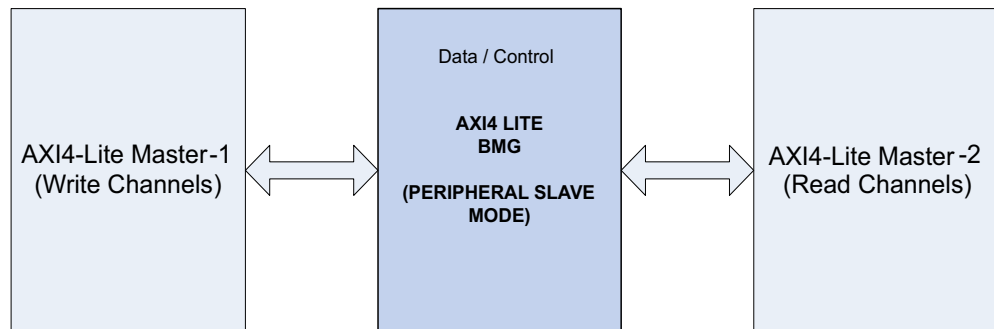 AXI4-Lite Master-1
(Write Channels)
Data / Control
AXI4 LITE
BMG
(PERIPHERAL SLAVE
MODE)
AXI4-Lite Master-2
(Read Channels)